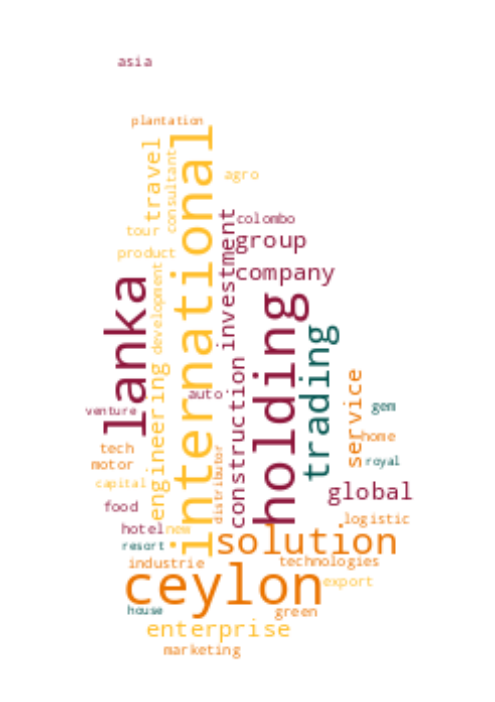 asia
plantation
international
travel
consultant
agro
tour
colombo
investment
group
product
development
company
lanka
holding
trading
engineering
construction
auto
service
venture
gem
home
tech
motor
distributor
royal
capital
global
food
hotel
new
logistic
resort
solution
industrie
technologies
ceylon
export
house
green
enterprise
marketing